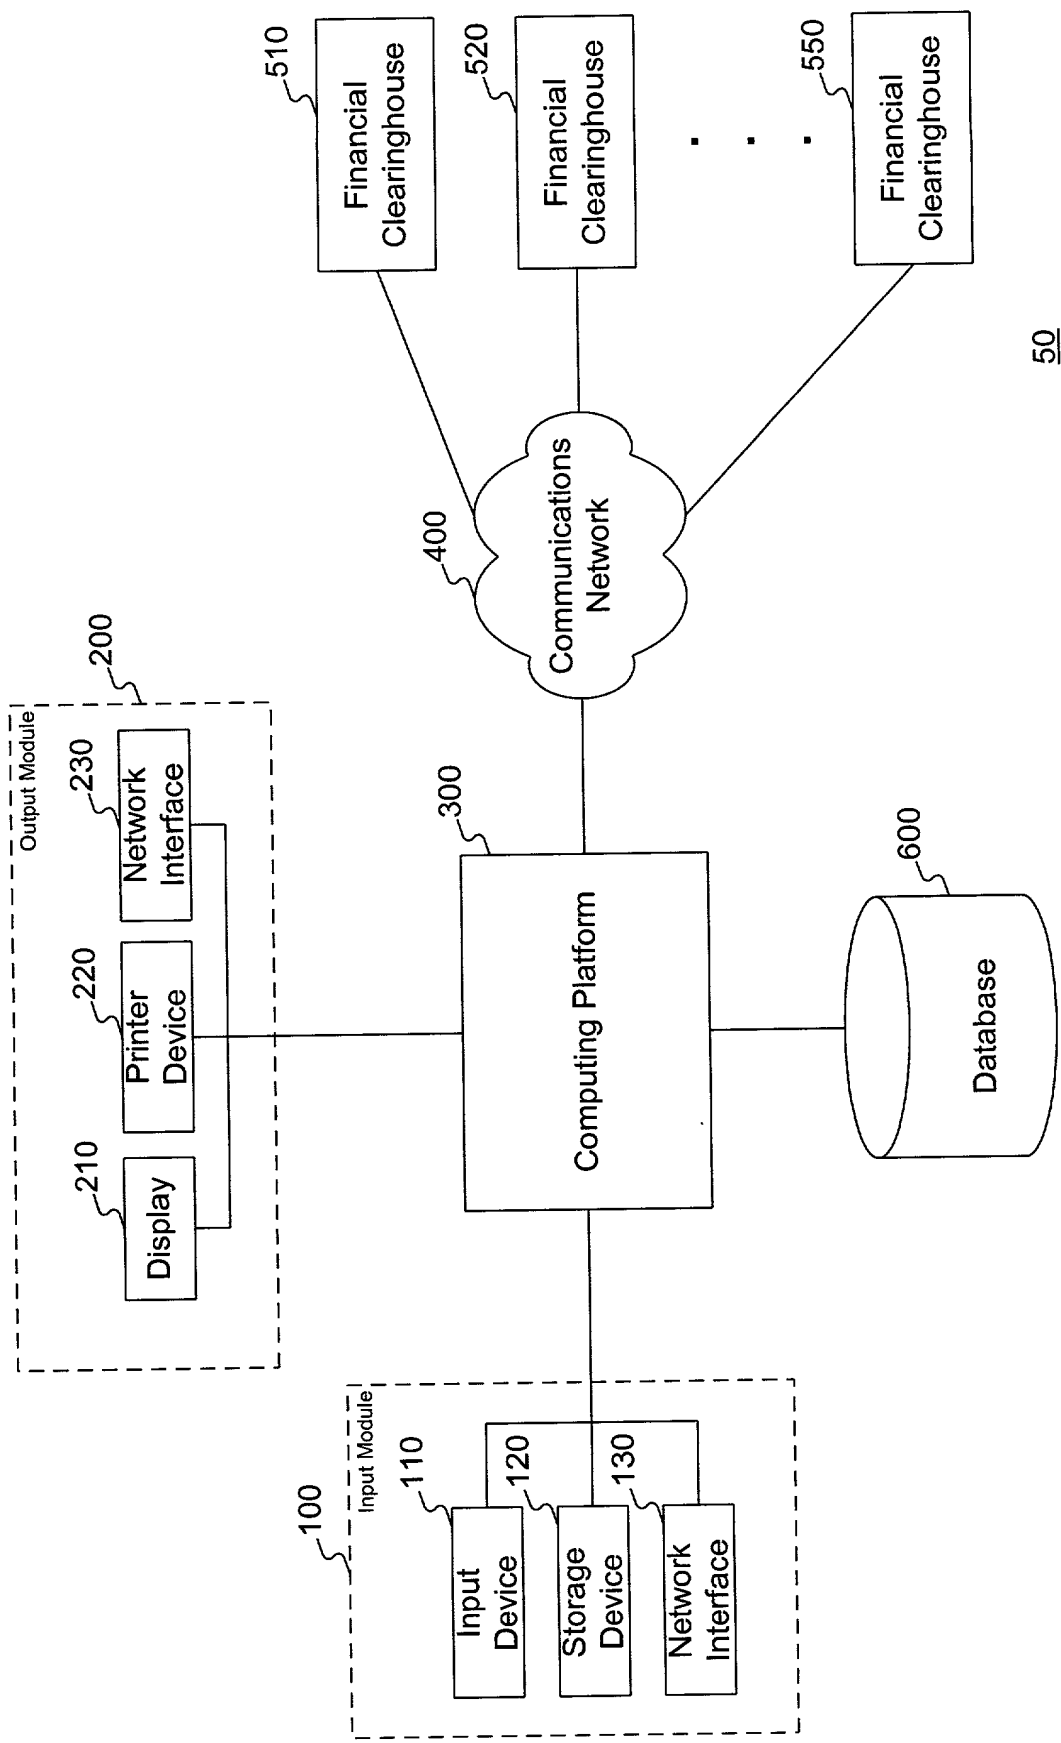 200
Output Module
210
Display
220
Printer
Device
230
Network
Interface
100
Input Module
110
Input
Device
120
Storage
Device
130
Network
Interface
300
Computing Platform
600
Database
400
Communications
Network
510
Financial
Clearinghouse
520
Financial
Clearinghouse
550
Financial
Clearinghouse
50